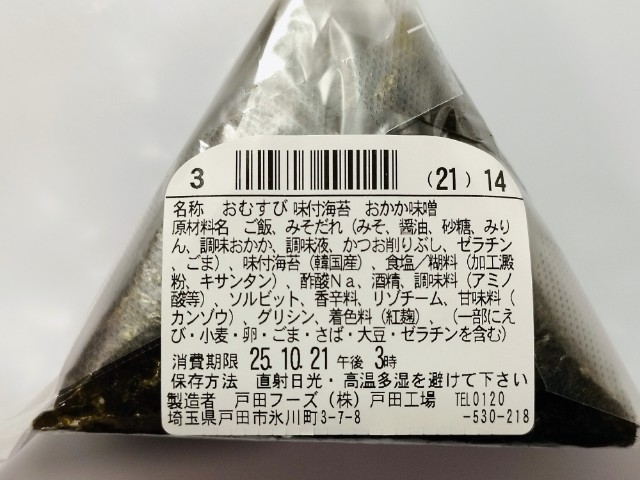 3 (21) 14
名称 おむすび 味付海苔 おかか味噌
原材料名 ご飯、みそだれ(みそ、醤油、砂糖、みり
ん、調味おかか、調味液、かつお削りぶし、ゼラチン
、ごま)、味付海苔(韓国産)、食塩/糊料(加工澱
粉、キサンタン)、酢酸Na、酒精、調味料(アミノ
酸等)、ソルビット、香辛料、リゾチーム、甘味料(
カンゾウ)、グリシン、着色料(紅麹)、(一部にえ
び・小麦・卵・ごま・さば・大豆・ゼラチンを含む)
消費期限 25.10.21 午後 3時
保存方法 直射日光・高温多湿を避けて下さい
製造者 戸田フーズ(株)戸田工場 TEL0120
埼玉県戸田市氷川町3-7-8 -530-218